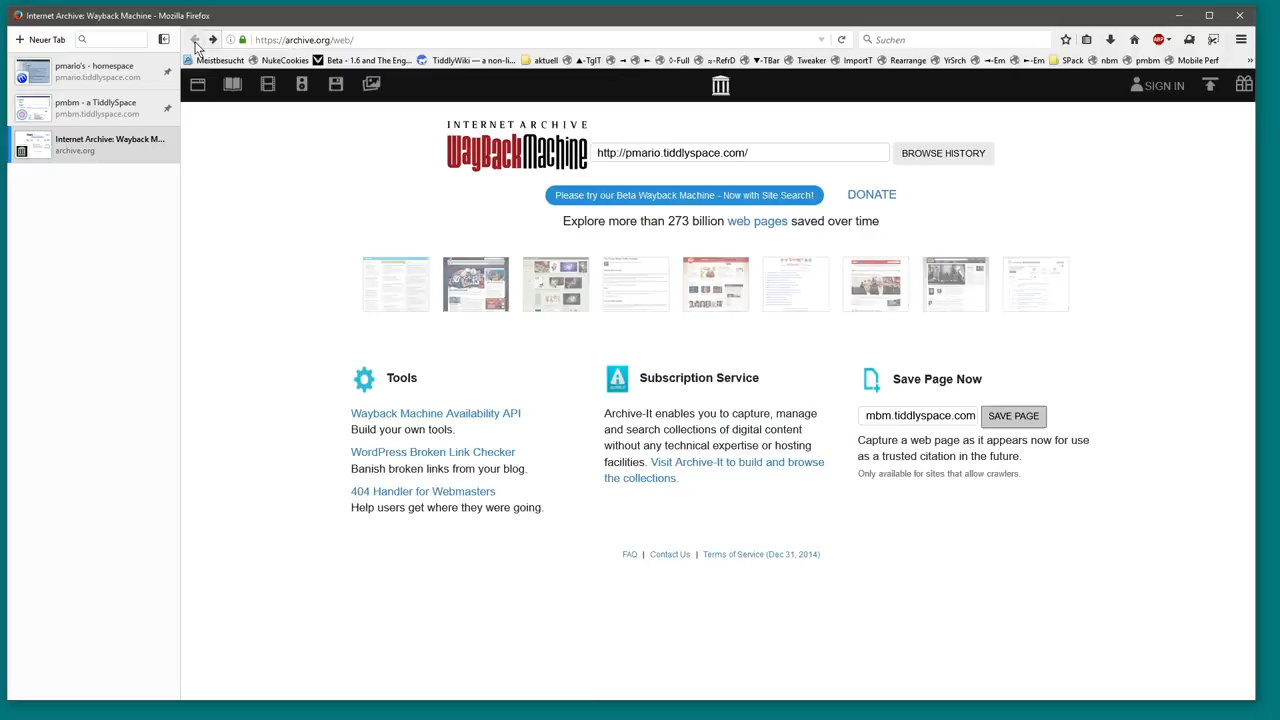 Internet Archive: Wayback Machine - Mozilla Firefox
Neuer Tab
https://archive.org/web/
Suchen
Meistbesucht NukeCookies Beta - 1.6 and The Eng... TiddlyWiki — a non-li... aktuell ▲-TgIT ◊-Full ≈-RefrD ▼-TBar Tweaker ImportT Rearrange YrSrch →-Em ←-Em SPack nbm pmbm Mobile Perf »
pmario's - homespace
pmario.tiddlyspace.com
pmbm - a TiddlySpace
pmbm.tiddlyspace.com
Internet Archive: Wayback M...
archive.org
SIGN IN
INTERNET ARCHIVE
WayBackMachine
http://pmario.tiddlyspace.com/
BROWSE HISTORY
Please try our Beta Wayback Machine - Now with Site Search!
DONATE
Explore more than 273 billion web pages saved over time
Tools
Wayback Machine Availability API
Build your own tools.
WordPress Broken Link Checker
Banish broken links from your blog.
404 Handler for Webmasters
Help users get where they were going.
Subscription Service
Archive-It enables you to capture, manage
and search collections of digital content
without any technical expertise or hosting
facilities. Visit Archive-It to build and browse
the collections.
Save Page Now
mbm.tiddlyspace.com
SAVE PAGE
Capture a web page as it appears now for use
as a trusted citation in the future.
Only available for sites that allow crawlers.
FAQ | Contact Us | Terms of Service (Dec 31, 2014)